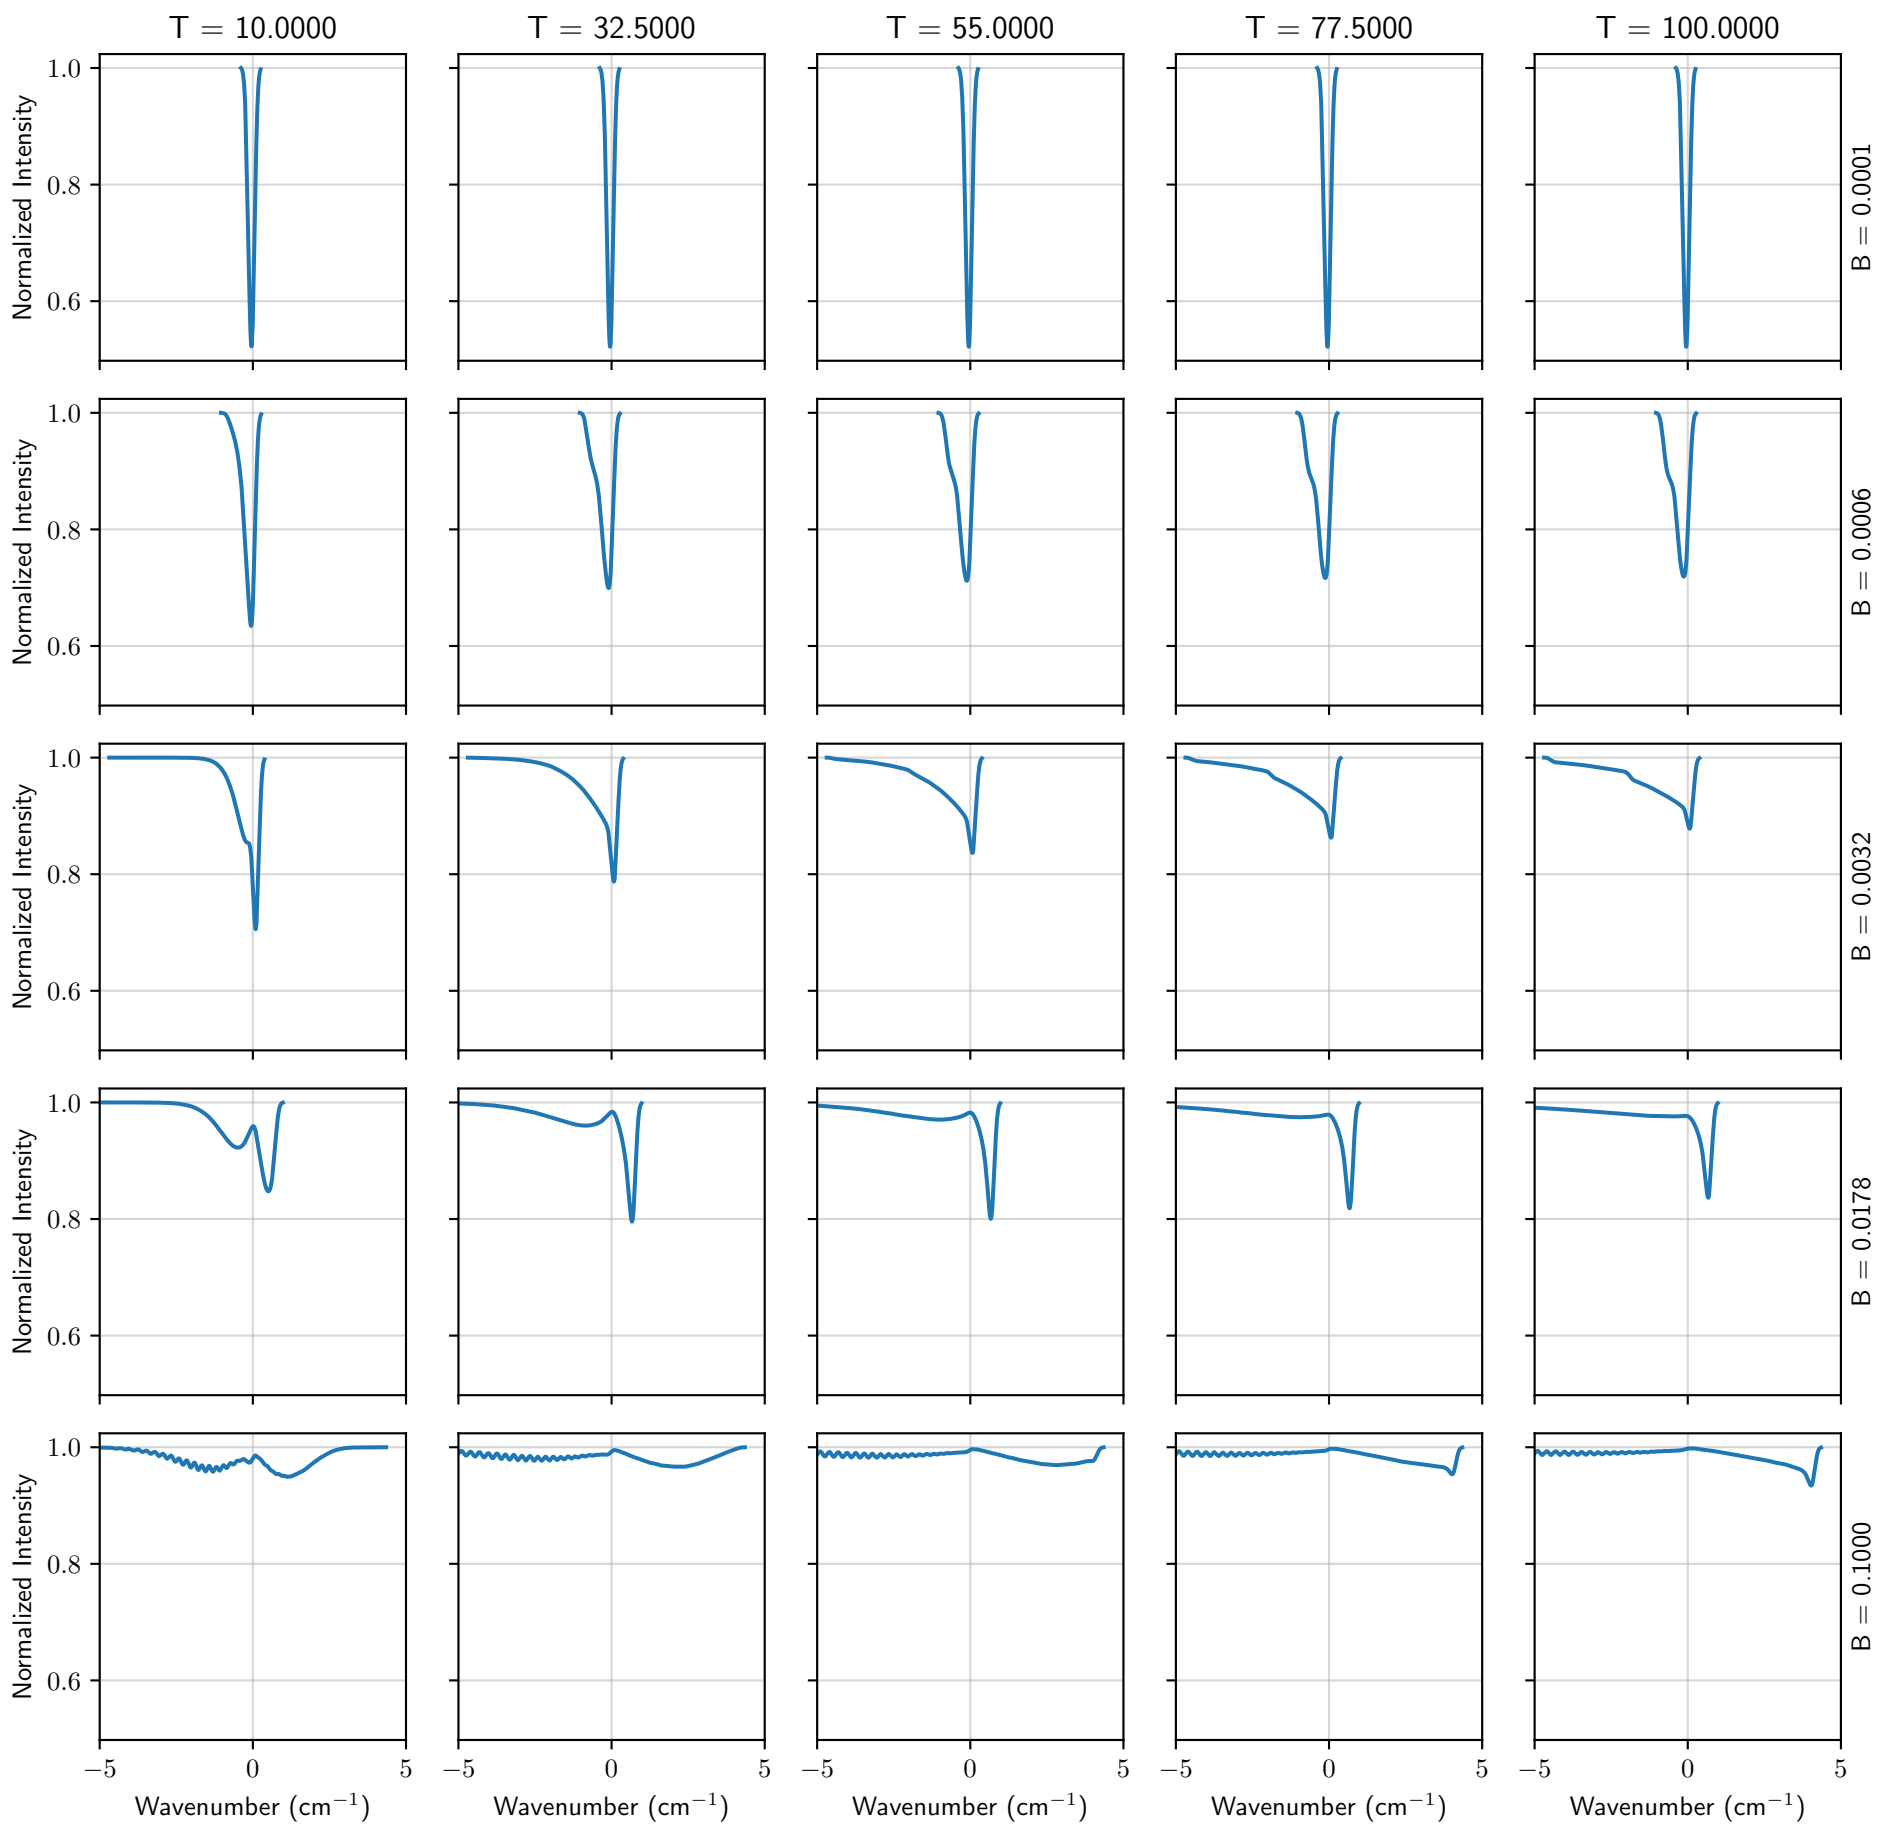 T = 10.0000 T = 32.5000 T = 55.0000 T = 77.5000 T = 100.0000
1.0
0.8
0.6
Normalized Intensity
B = 0.0001
1.0
0.8
0.6
Normalized Intensity
B = 0.0006
1.0
0.8
0.6
Normalized Intensity
B = 0.0032
1.0
0.8
0.6
Normalized Intensity
B = 0.0178
1.0
0.8
0.6
Normalized Intensity
B = 0.1000
−5 0 5 −5 0 5 −5 0 5 −5 0 5 −5 0 5
Wavenumber (cm⁻¹) Wavenumber (cm⁻¹) Wavenumber (cm⁻¹) Wavenumber (cm⁻¹) Wavenumber (cm⁻¹)